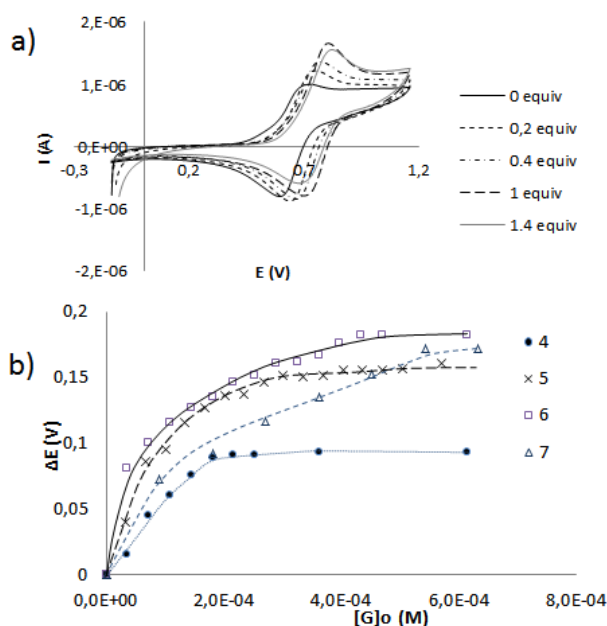 a)
2,E-06
1,E-06
0,E+00
-1,E-06
-2,E-06
-0,3
0,2
0,7
1,2
I (A)
E (V)
0 equiv
0,2 equiv
0.4 equiv
1 equiv
1.4 equiv
b)
0,2
0,15
0,1
0,05
0
ΔE (V)
4
5
6
7
0,0E+00
2,0E-04
4,0E-04
6,0E-04
8,0E-04
[G]o (M)